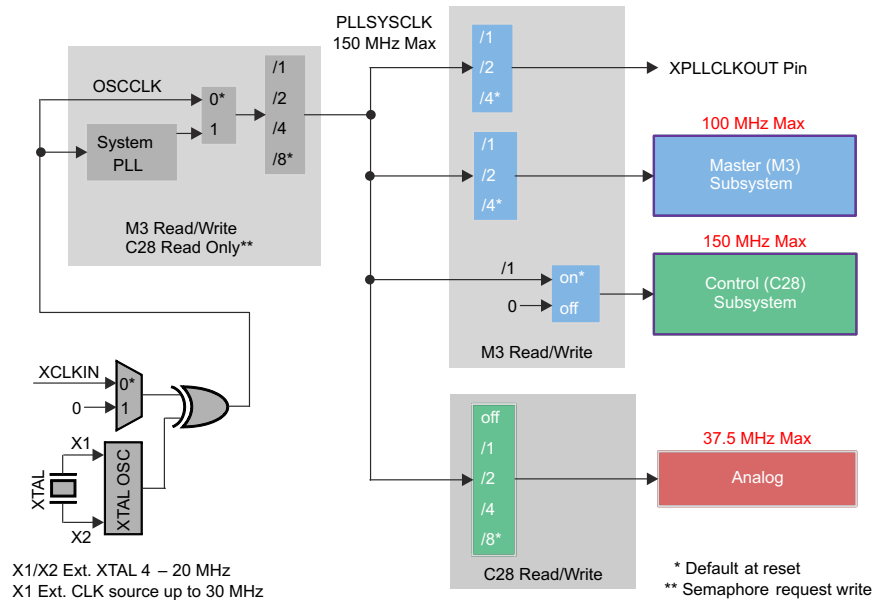 PLLSYSCLK
150 MHz Max
OSCCLK
0*
1
System
PLL
/1
/2
/4
/8*
M3 Read/Write
C28 Read Only**
/1
/2
/4*
XPLLCLKOUT Pin
/1
/2
/4*
100 MHz Max
Master (M3)
Subsystem
/1
0
on*
off
150 MHz Max
Control (C28)
Subsystem
M3 Read/Write
XCLKIN
0
0*
1
X1
XTAL
X2
XTAL OSC
off
/1
/2
/4
/8*
37.5 MHz Max
Analog
C28 Read/Write
X1/X2 Ext. XTAL 4 – 20 MHz
X1 Ext. CLK source up to 30 MHz
* Default at reset
** Semaphore request write